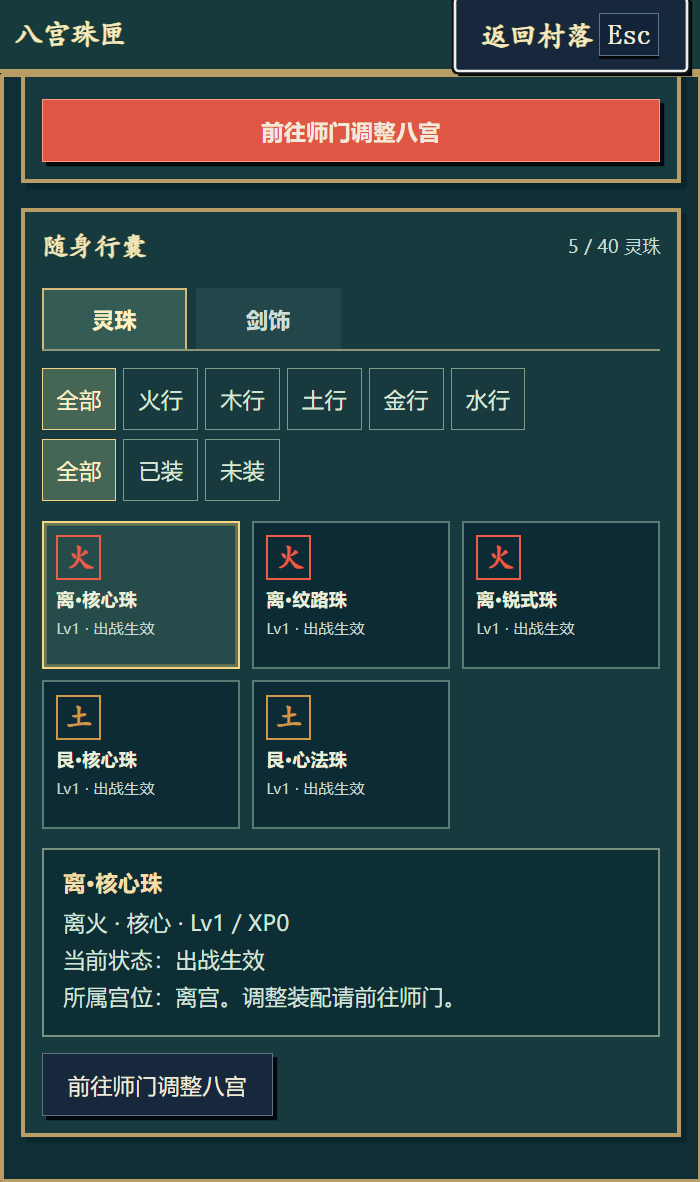 八宫珠匣
返回村落 Esc
前往师门调整八宫
随身行囊
5 / 40 灵珠
灵珠 剑饰
全部 火行 木行 土行 金行 水行
全部 已装 未装
火 火 火
离·核心珠 离·纹路珠 离·锐式珠
Lv1 · 出战生效 Lv1 · 出战生效 Lv1 · 出战生效
土 土
艮·核心珠 艮·心法珠
Lv1 · 出战生效 Lv1 · 出战生效
离·核心珠
离火 · 核心 · Lv1 / XP0
当前状态：出战生效
所属宫位：离宫。调整装配请前往师门。
前往师门调整八宫